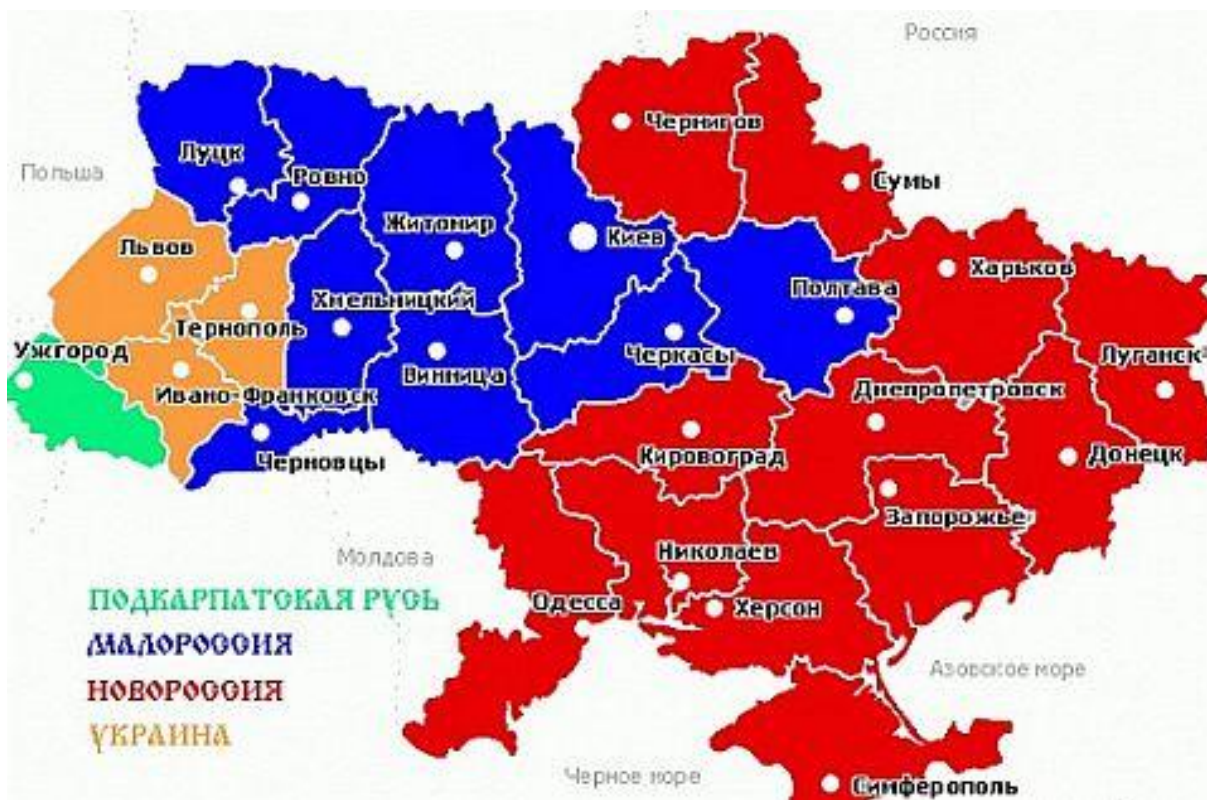 Россия
Чернигов
Польша
Луцк
Ровно
Сумы
Житомир
Киев
Львов
Харьков
Хмельницкий
Полтава
Тернополь
Ужгород
Черкасы
Луганск
Винница
Ивано-Франковск
Днепропетровск
Черновцы
Кировоград
Донецк
Запорожье
Молдова
Николаев
Одесса
Херсон
ПОДКАРПАТСКАЯ РУСЬ
МАЛОРОССИЯ
Азовское море
НОВОРОССИЯ
УКРАИНА
Черное море
Симферополь